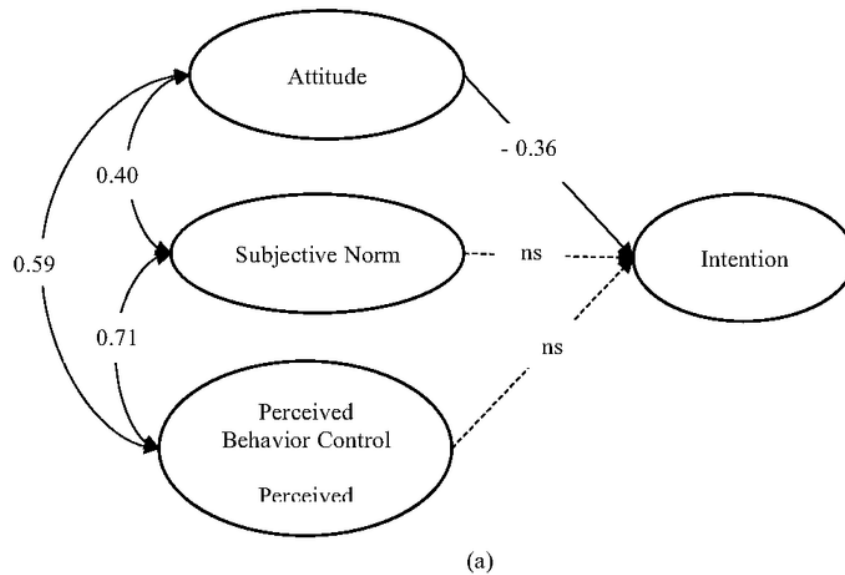 Attitude
- 0.36
0.40
Subjective Norm
ns
Intention
0.59
0.71
ns
Perceived
Behavior Control
Perceived
(a)